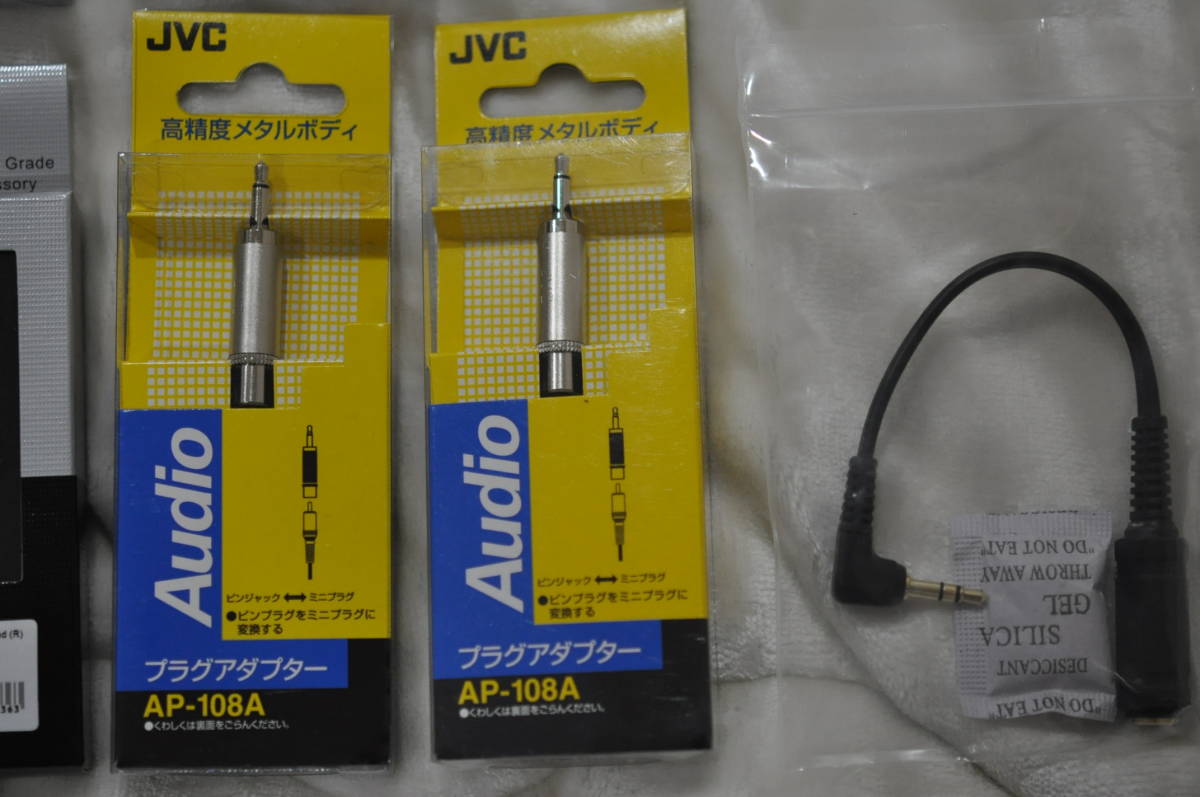 Grade
JVC
高精度メタルボディ
Audio
ピンジャック ⟷ ミニプラグ
●ピンプラグをミニプラグに
変換する
プラグアダプター
AP-108A
●くわしくは裏面をごらんください。
JVC
高精度メタルボディ
Audio
ピンジャック ⟷ ミニプラグ
●ピンプラグをミニプラグに
変換する
プラグアダプター
AP-108A
●くわしくは裏面をごらんください。
"DO NOT EAT"
DESICCANT
SILICA
GEL
THROW AWAY
"DO NOT EAT"